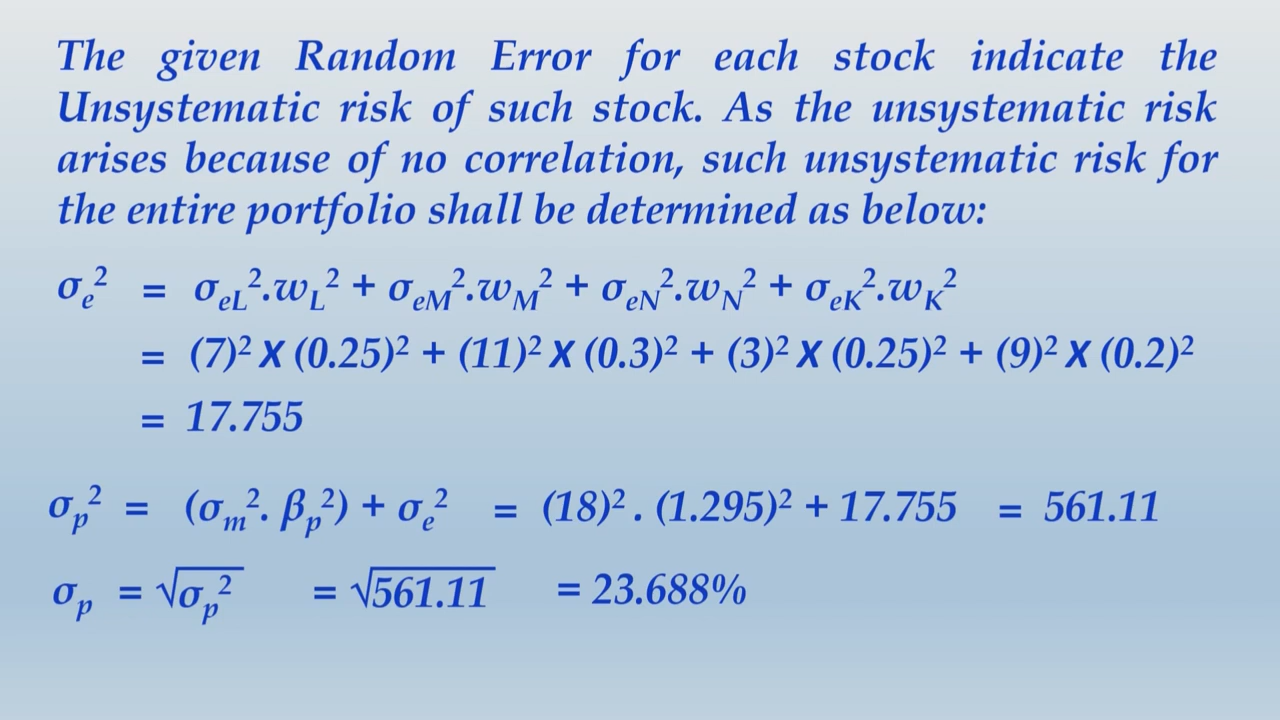 The given Random Error for each stock indicate the
Unsystematic risk of such stock. As the unsystematic risk
arises because of no correlation, such unsystematic risk for
the entire portfolio shall be determined as below:
σₑ² = σₑL².w_L² + σₑM².w_M² + σₑN².w_N² + σₑK².w_K²
= (7)² X (0.25)² + (11)² X (0.3)² + (3)² X (0.25)² + (9)² X (0.2)²
= 17.755
σₚ² = (σₘ². βₚ²) + σₑ² = (18)² . (1.295)² + 17.755 = 561.11
σₚ = √σₚ² = √561.11 = 23.688%